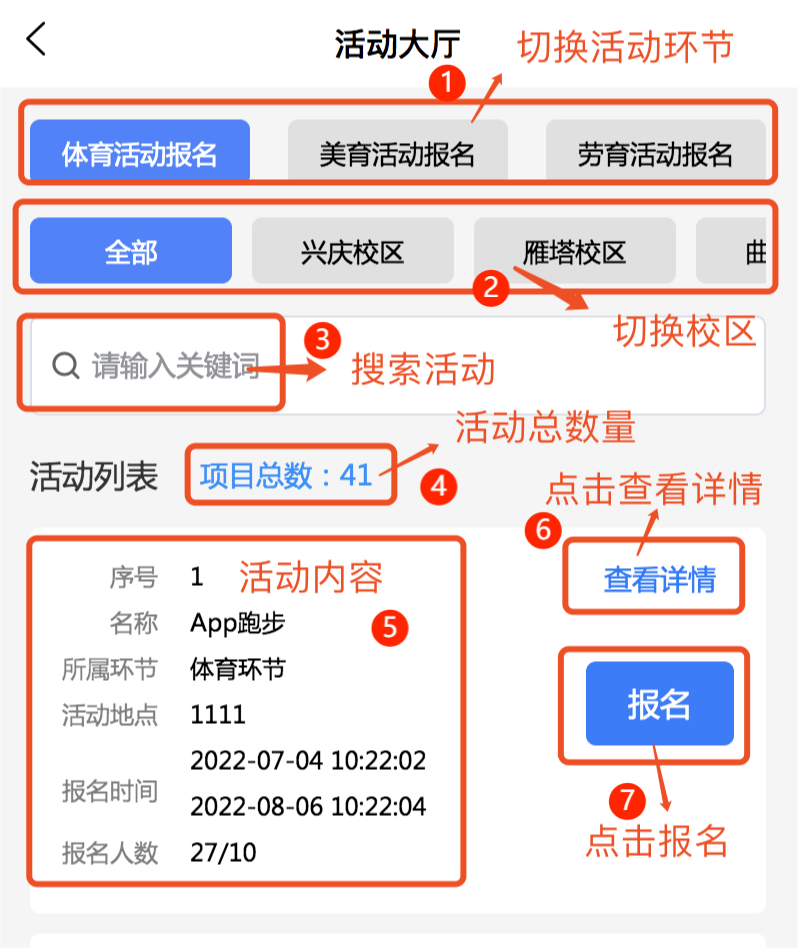 活动大厅
切换活动环节
1
体育活动报名 美育活动报名 劳育活动报名
全部 兴庆校区 雁塔校区 曲
2
切换校区
3
请输入关键词
搜索活动
活动总数量
活动列表 项目总数：41
4
点击查看详情
6
序号 1 活动内容
查看详情
名称 App跑步
5
所属环节 体育环节
活动地点 1111
报名
报名时间 2022-07-04 10:22:02
2022-08-06 10:22:04
7
点击报名
报名人数 27/10